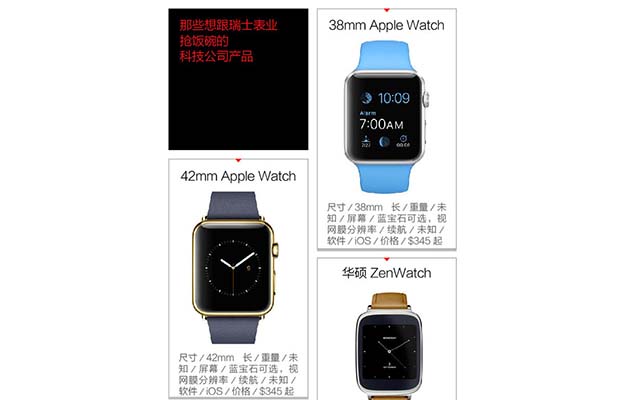 那些想跟瑞士表业
抢饭碗的
科技公司产品
38mm Apple Watch
10:09
Alarm
7:00AM
尺寸/38mm 长/重量/未
知/屏幕/蓝宝石可选，视
网膜分辨率/续航/未知/
软件/iOS/价格/$345 起
42mm Apple Watch
尺寸/42mm 长/重量/未
知/屏幕/蓝宝石可选，视
网膜分辨率/续航/未知/
软件/iOS/价格/$345 起
华硕 ZenWatch